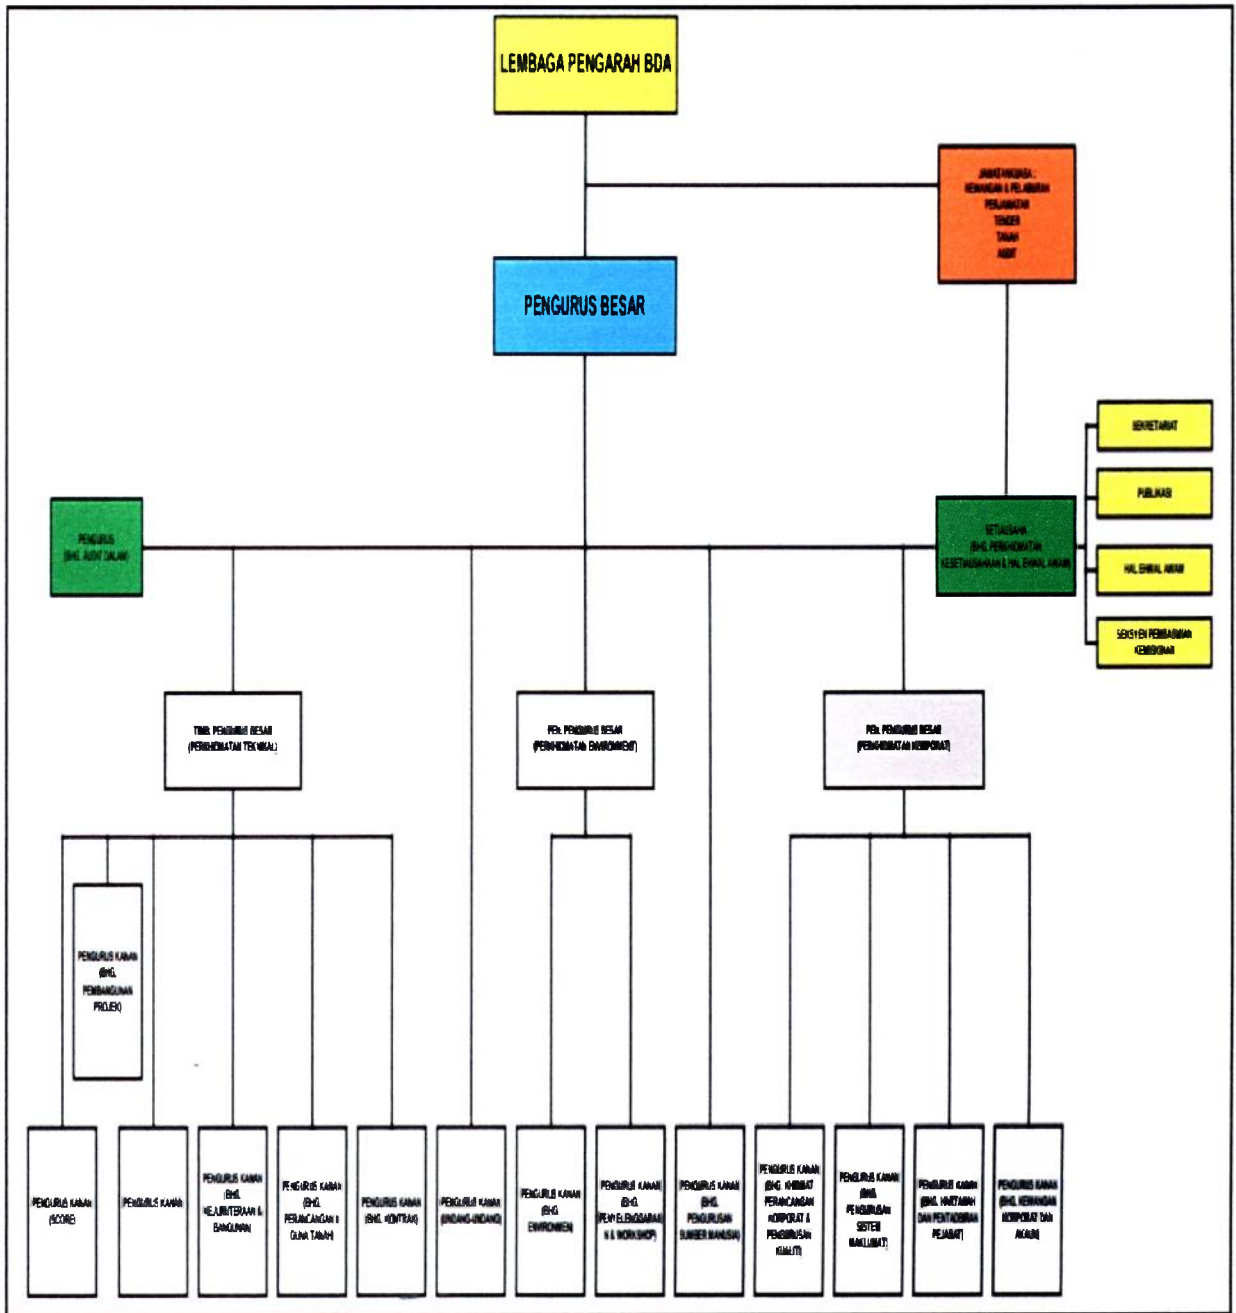 LEMBAGA PENGARAH BDA
JAWATANKUASA :
KEWANGAN & PELABURAN
PERJAWATAN
TENDER
TANAH
AUDIT
PENGURUS BESAR
SEKRETARIAT
PUBLIKASI
HAL EHWAL AWAM
SEKSYEN PEMBASMIAN
KEMISKINAN
PENGURUS
(BHG. AUDIT DALAM)
SETIAUSAHA
(BHG. PERKHIDMATAN
KESETIAUSAHAAN & HAL EHWAL AWAM)
TIMB. PENGURUS BESAR
(PERKHIDMATAN TEKNIKAL)
PEN. PENGURUS BESAR
(PERKHIDMATAN ENVIRONMENT)
PEN. PENGURUS BESAR
(PERKHIDMATAN KORPORAT)
PENGURUS KANAN
(BHG.
PEMBANGUNAN
PROJEK)
PENGURUS KANAN
(SCORE)
PENGURUS KANAN
PENGURUS KANAN
(BHG.
KEJURUTERAAN &
BANGUNAN)
PENGURUS KANAN
(BHG.
PERANCANGAN &
GUNA TANAH)
PENGURUS KANAN
(BHG. KONTRAK)
PENGURUS KANAN
(UNDANG-UNDANG)
PENGURUS KANAN
(BHG
ENVIRONMEN)
PENGURUS KANAN
(BHG.
PENYELENGGARAA
N & WORKSHOP)
PENGURUS KANAN
(BHG.
PENGURUSAN
SUMBER MANUSIA)
PENGURUS KANAN
(BHG. KHIDMAT
PERANCANGAN
KORPORAT &
PENGURUSAN
KUALITI)
PENGURUS KANAN
(BHG.
PENGURUSAN
SISTEM
MAKLUMAT)
PENGURUS KANAN
(BHG. HARTANAH
DAN PENTADBIRAN
PEJABAT)
PENGURUS KANAN
(BHG. KEWANGAN
KORPORAT DAN
AKAUN)